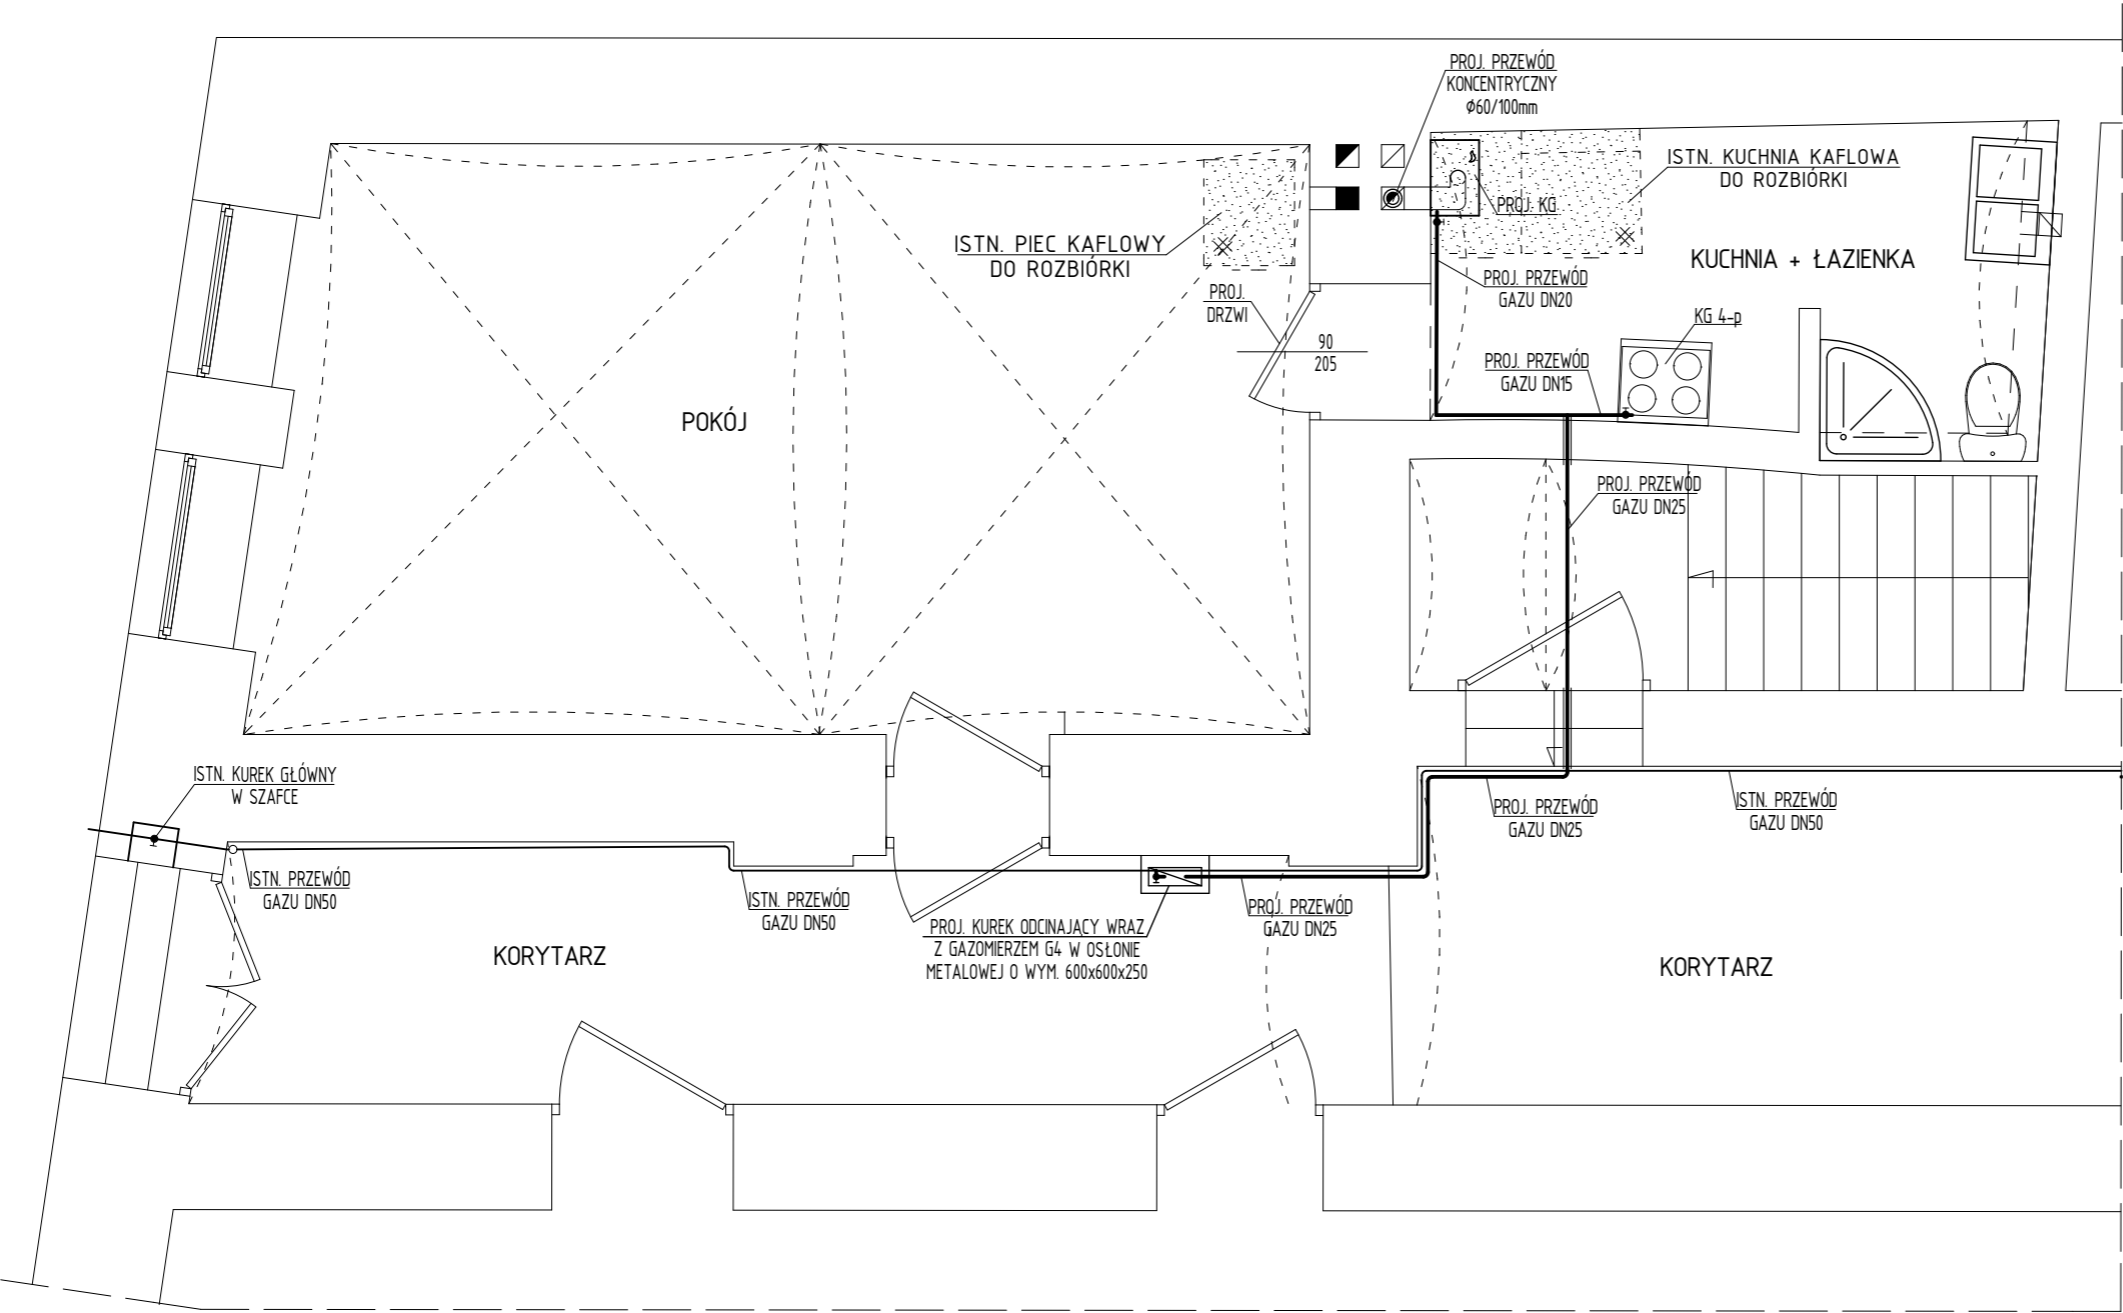 PROJ. PRZEWÓD
KONCENTRYCZNY
Φ60/100mm
ISTN. KUCHNIA KAFLOWA
DO ROZBIÓRKI
PROJ. KG
ISTN. PIEC KAFLOWY
DO ROZBIÓRKI
KUCHNIA + ŁAZIENKA
PROJ. PRZEWÓD
GAZU DN20
PROJ.
DRZWI
KG 4-p
90
205
PROJ. PRZEWÓD
GAZU DN15
POKÓJ
PROJ. PRZEWÓD
GAZU DN25
ISTN. KUREK GŁÓWNY
W SZAFCE
PROJ. PRZEWÓD
GAZU DN25
ISTN. PRZEWÓD
GAZU DN50
ISTN. PRZEWÓD
GAZU DN50
ISTN. PRZEWÓD
GAZU DN50
PROJ. PRZEWÓD
GAZU DN25
PROJ. KUREK ODCINAJĄCY WRAZ
Z GAZOMIERZEM G4 W OSŁONIE
METALOWEJ O WYM. 600x600x250
KORYTARZ
KORYTARZ